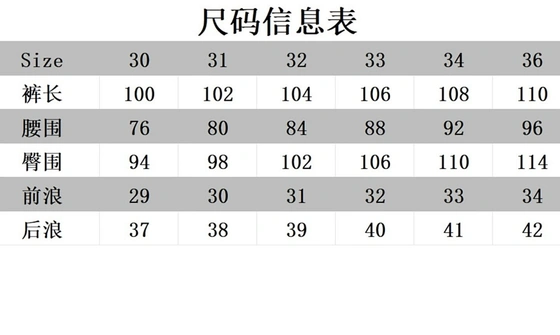 尺码信息表
Size 30 31 32 33 34 36
裤长 100 102 104 106 108 110
腰围 76 80 84 88 92 96
臀围 94 98 102 106 110 114
前浪 29 30 31 32 33 34
后浪 37 38 39 40 41 42